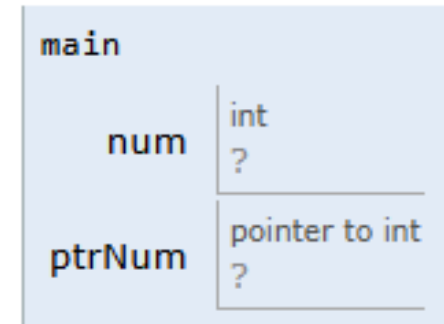 main
num
int
?
ptrNum
pointer to int
?